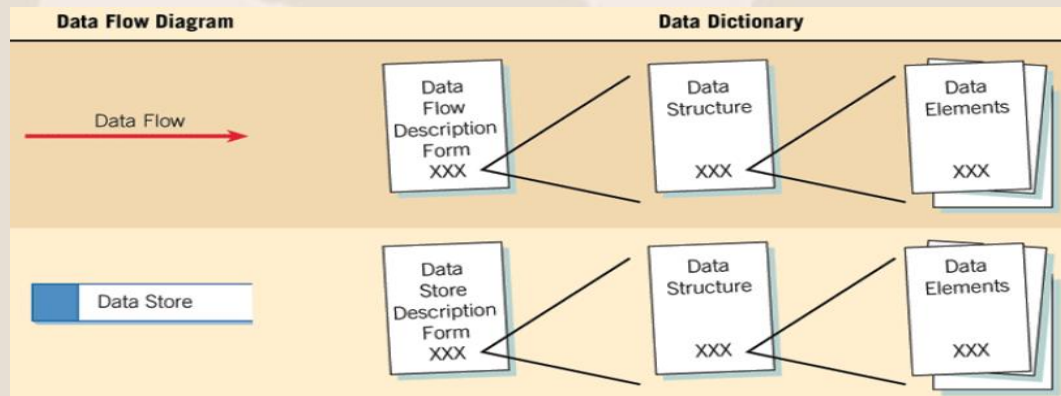 Data Flow Diagram
Data Dictionary
Data Flow
Data
Flow
Description
Form
XXX
Data
Structure
XXX
Data
Elements
XXX
Data Store
Data
Store
Description
Form
XXX
Data
Structure
XXX
Data
Elements
XXX